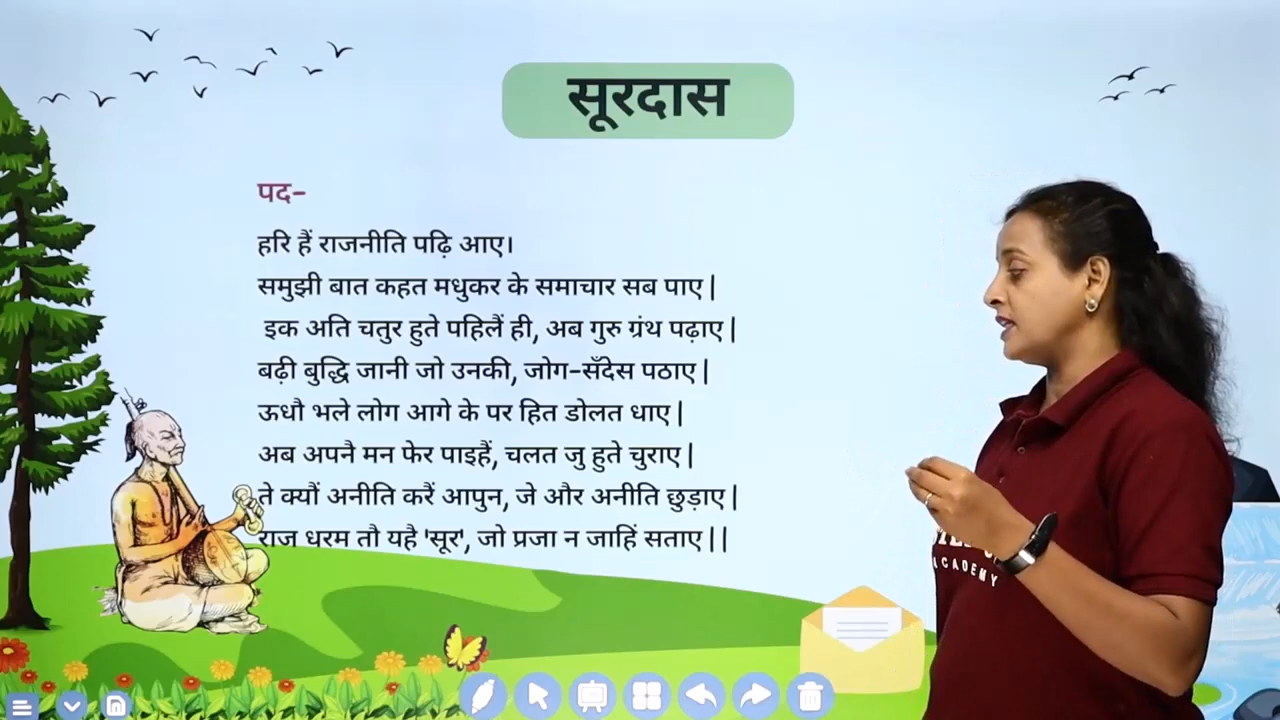 सूरदास
पद-
हरि हैं राजनीति पढ़ि आए।
समुझी बात कहत मधुकर के समाचार सब पाए |
इक अति चतुर हुते पहिलैं ही, अब गुरु ग्रंथ पढ़ाए |
बढ़ी बुद्धि जानी जो उनकी, जोग-सँदेस पठाए |
ऊधौ भले लोग आगे के पर हित डोलत धाए |
अब अपनै मन फेर पाइहैं, चलत जु हुते चुराए |
ते क्यौं अनीति करैं आपुन, जे और अनीति छुड़ाए |
राज धरम तौ यहै 'सूर', जो प्रजा न जाहिं सताए ||
ACADEMY